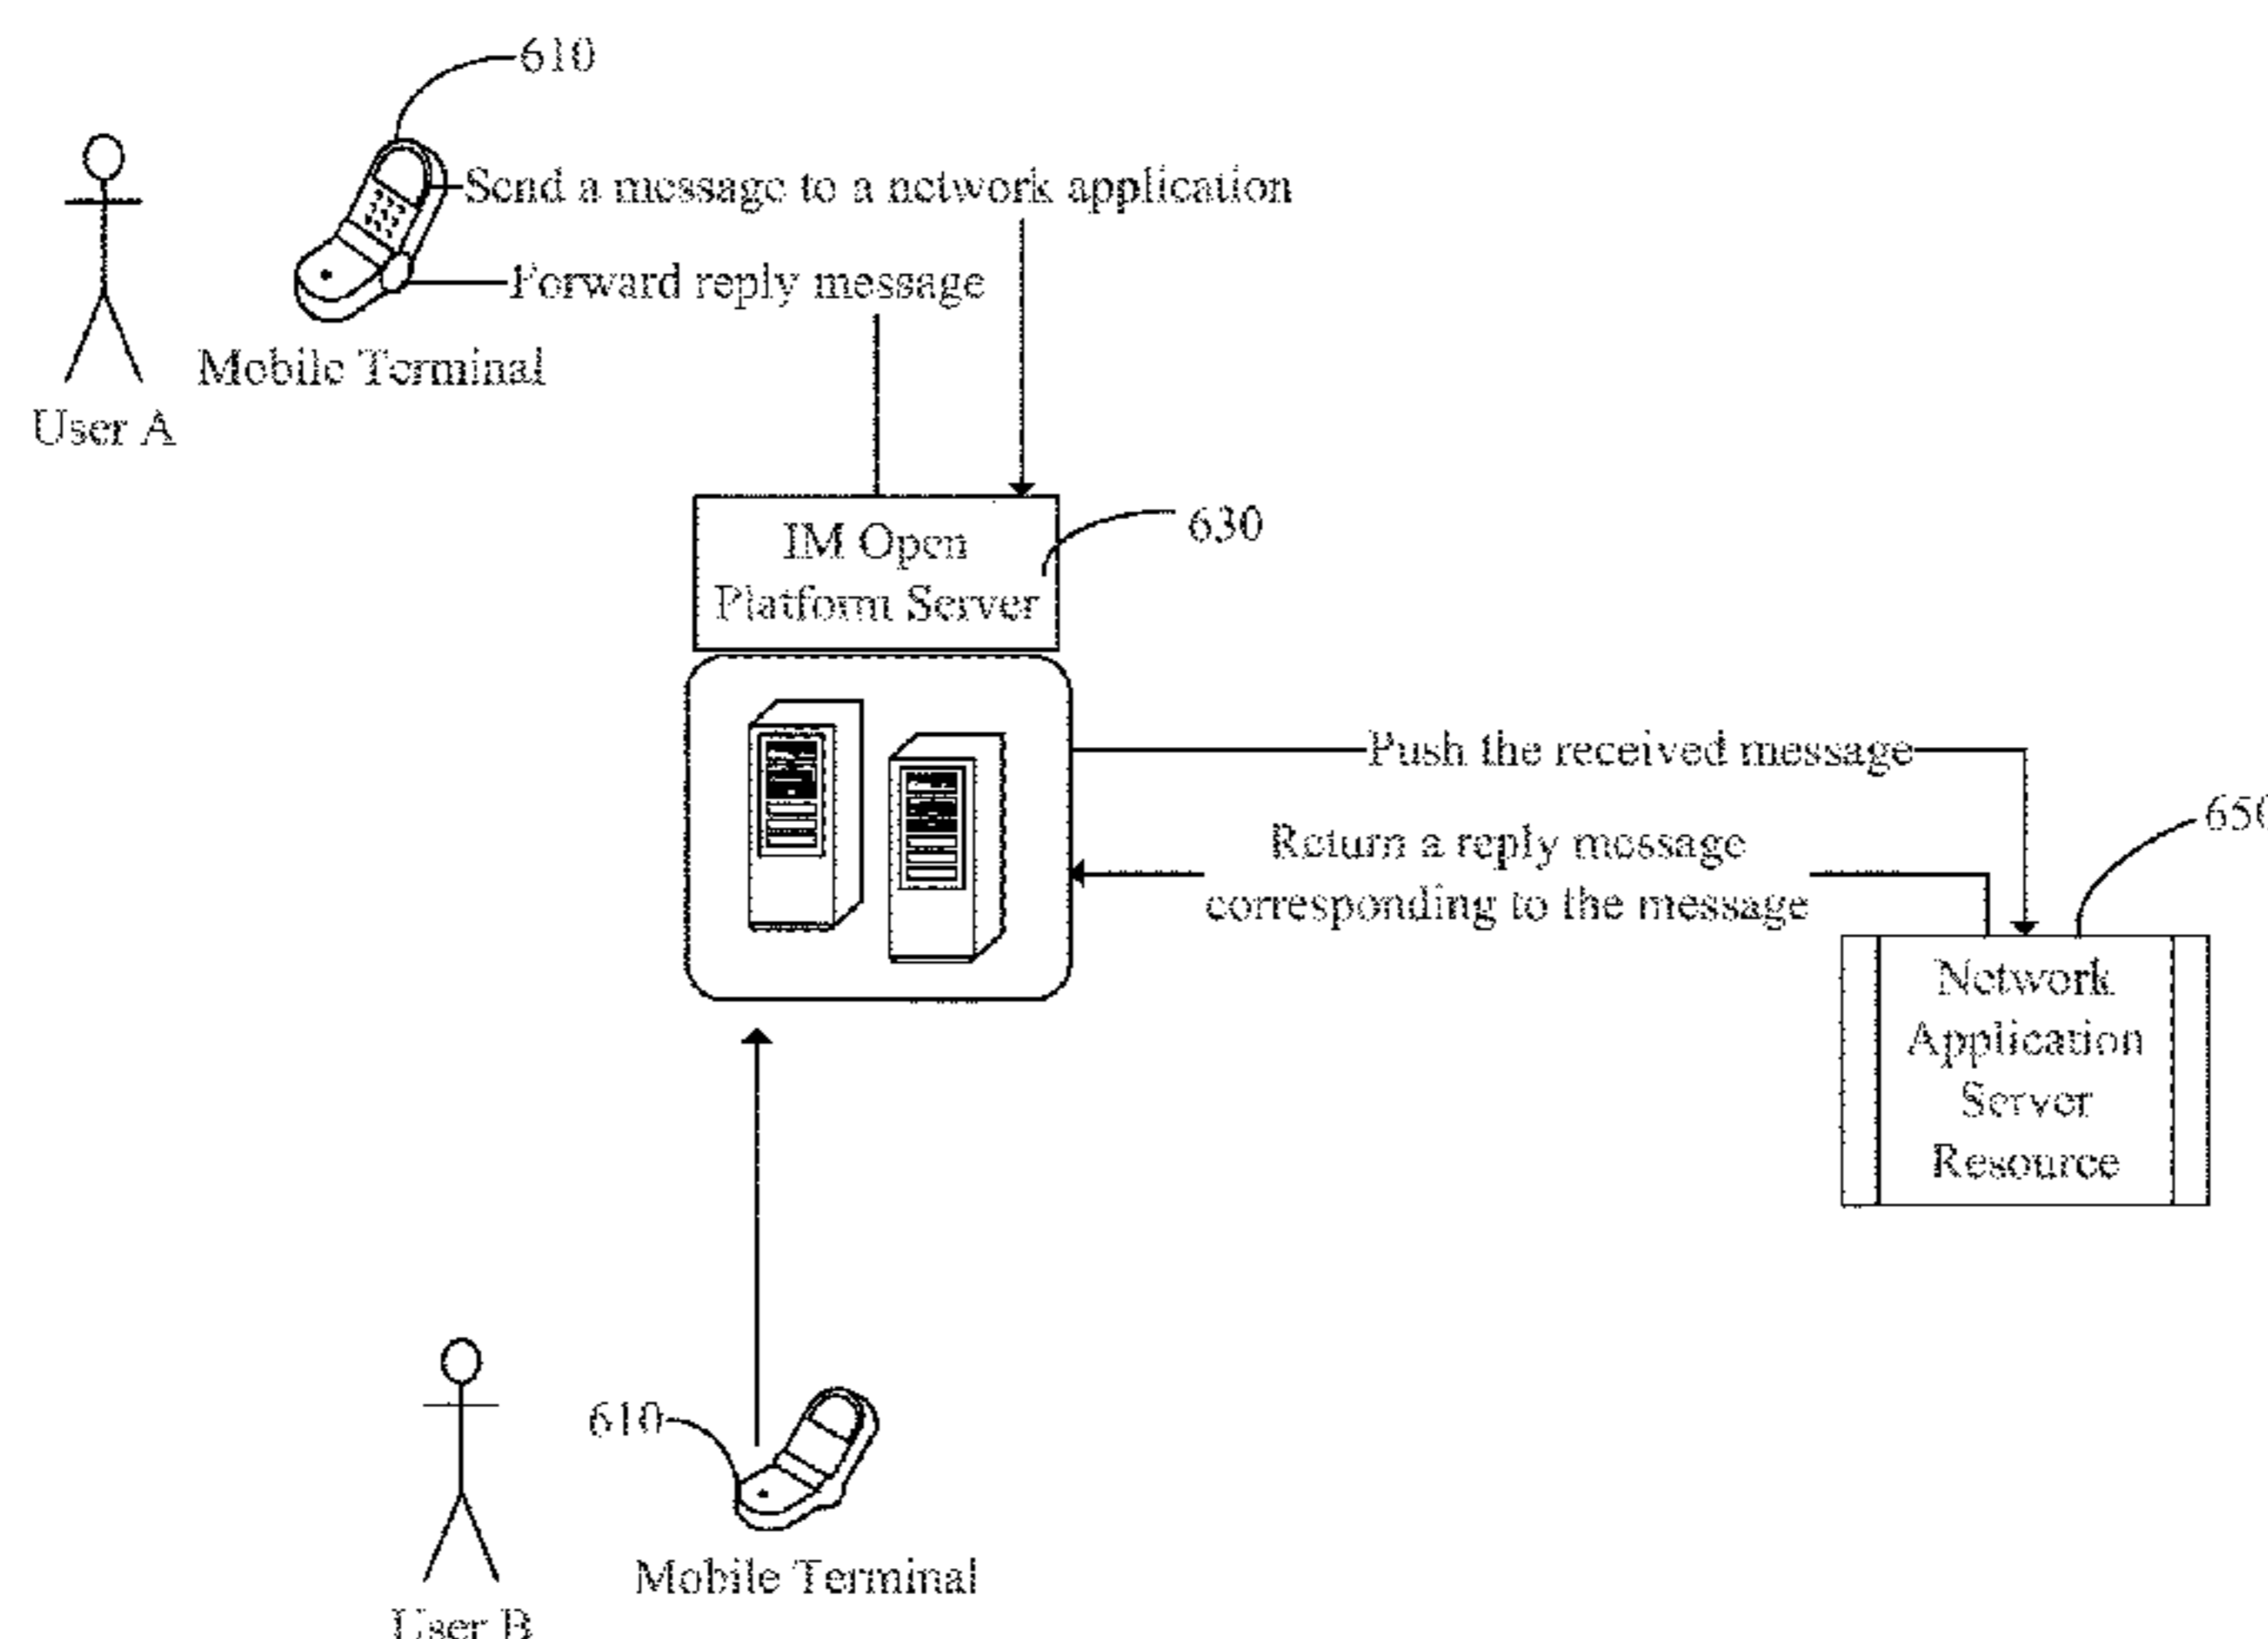 610
Send a message to a network application
Forward reply message
Mobile Terminal
User A
IM Open
Platform Server
630
Push the received message
650
Return a reply message
corresponding to the message
Network
Application
Server
Resource
610
Mobile Terminal
User B